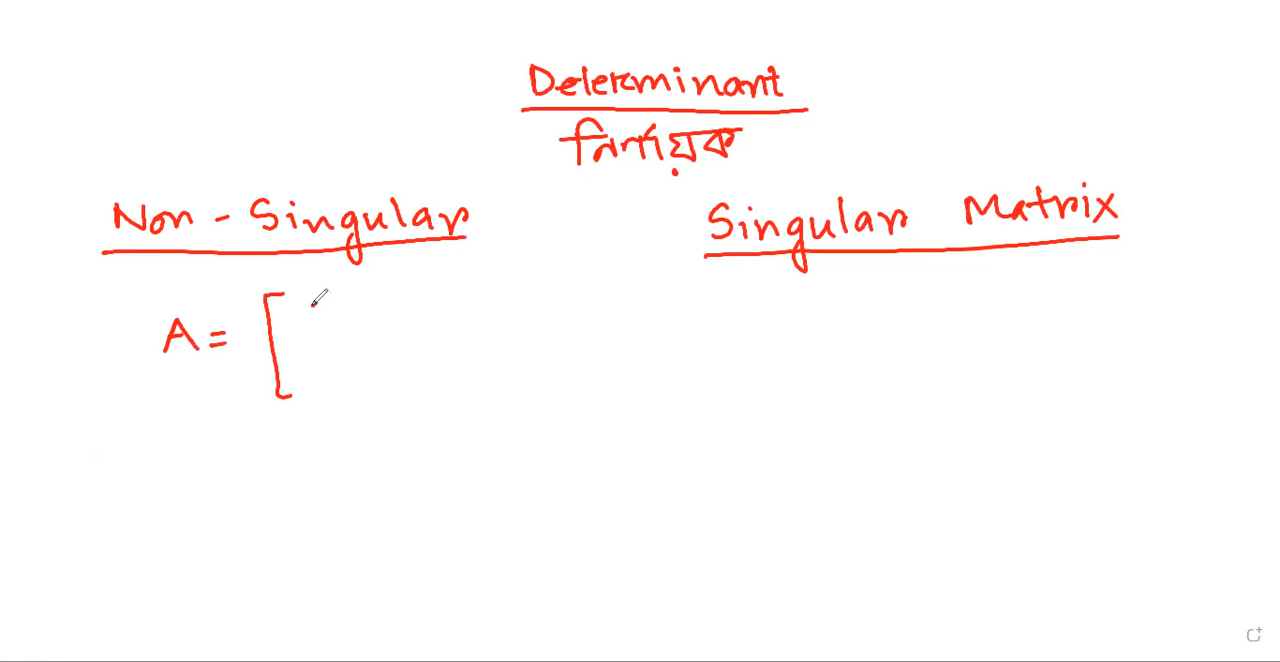 Determinant
নির্ণায়ক
Non - Singular
Singular Matrix
A = [